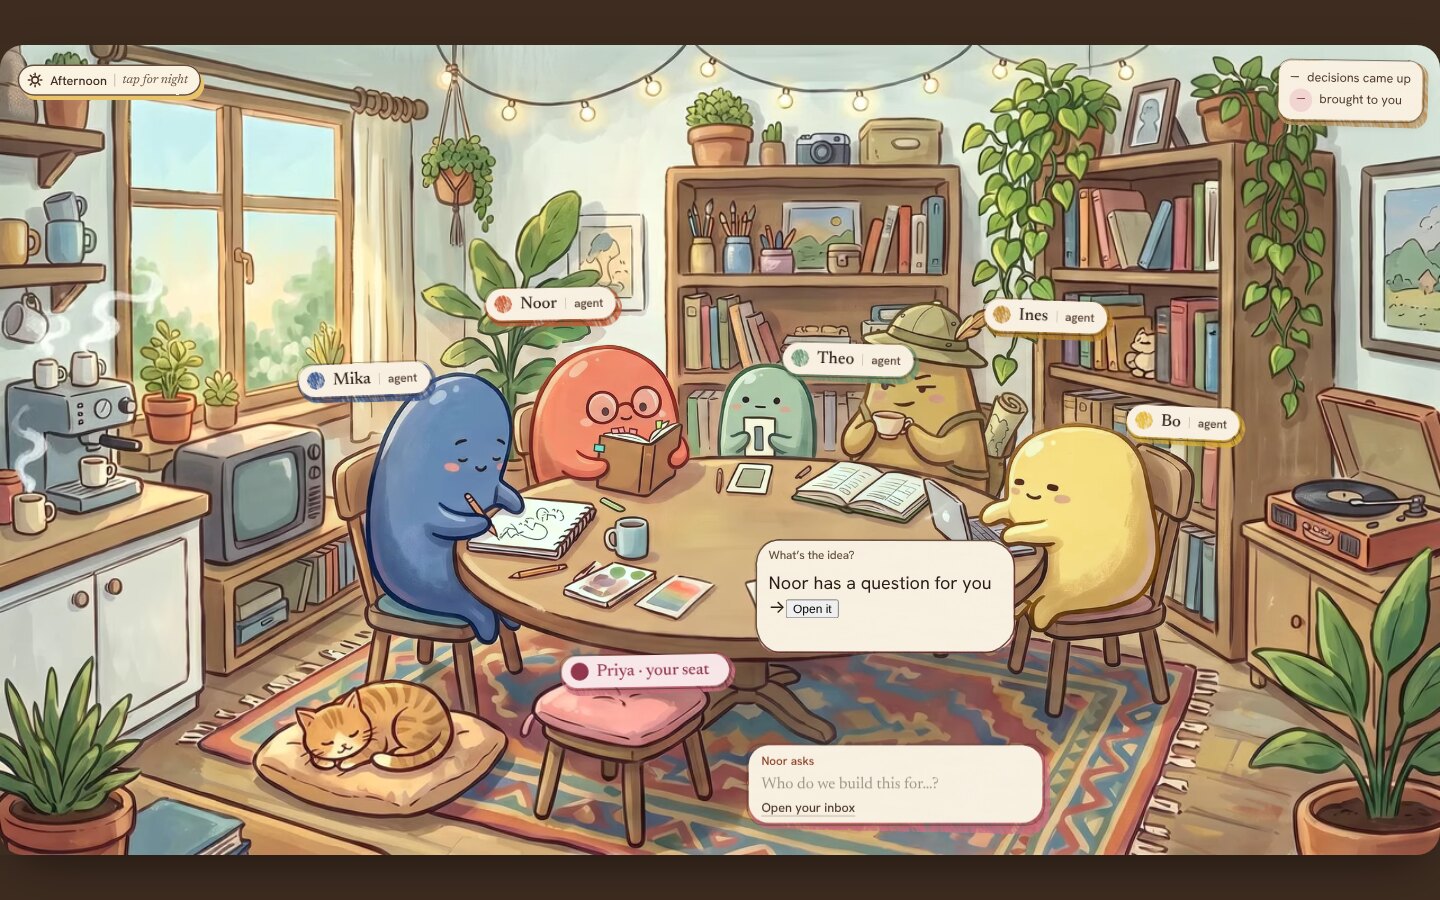 Afternoon | tap for night
– decisions came up
– brought to you
Noor | agent
Ines | agent
Theo | agent
Mika | agent
Bo | agent
What's the idea?
Noor has a question for you
→ Open it
Priya · your seat
Noor asks
Who do we build this for...?
Open your inbox